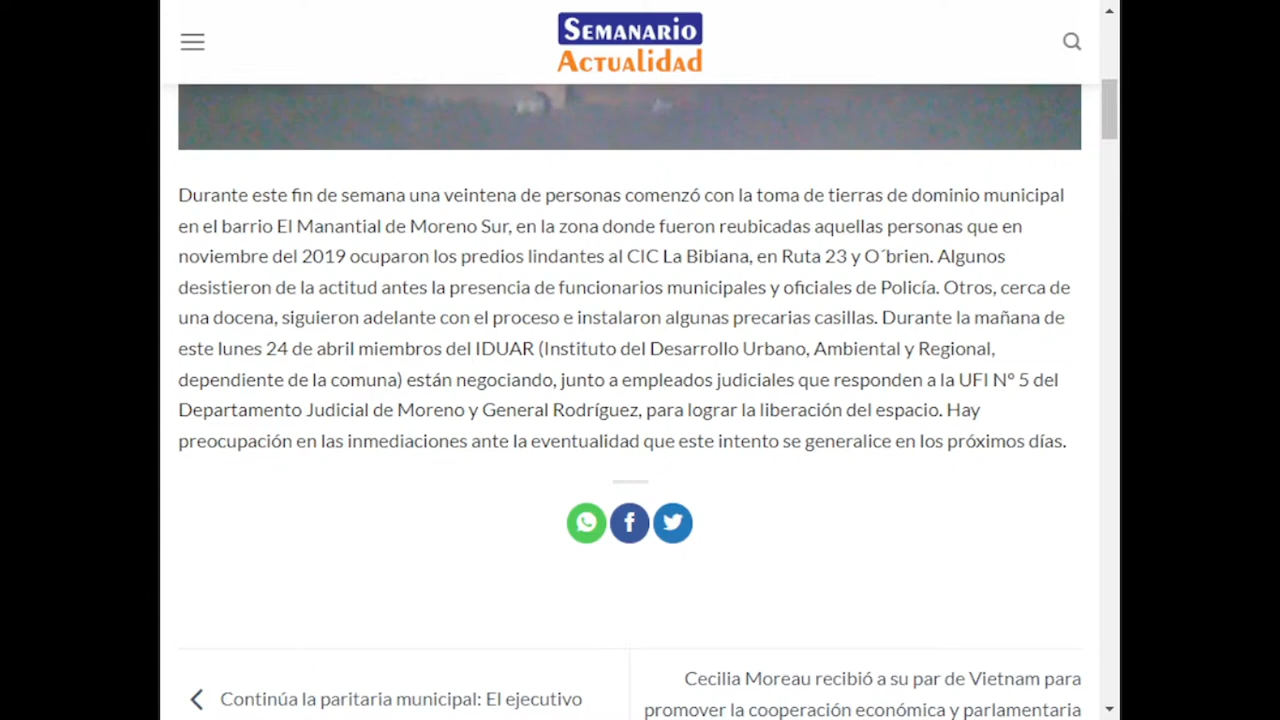 SEMANARIO
ACTUALIDAD
Durante este fin de semana una veintena de personas comenzó con la toma de tierras de dominio municipal
en el barrio El Manantial de Moreno Sur, en la zona donde fueron reubicadas aquellas personas que en
noviembre del 2019 ocuparon los predios lindantes al CIC La Bibiana, en Ruta 23 y O´brien. Algunos
desistieron de la actitud antes la presencia de funcionarios municipales y oficiales de Policía. Otros, cerca de
una docena, siguieron adelante con el proceso e instalaron algunas precarias casillas. Durante la mañana de
este lunes 24 de abril miembros del IDUAR (Instituto del Desarrollo Urbano, Ambiental y Regional,
dependiente de la comuna) están negociando, junto a empleados judiciales que responden a la UFI Nº 5 del
Departamento Judicial de Moreno y General Rodríguez, para lograr la liberación del espacio. Hay
preocupación en las inmediaciones ante la eventualidad que este intento se generalice en los próximos días.
Continúa la paritaria municipal: El ejecutivo
Cecilia Moreau recibió a su par de Vietnam para
promover la cooperación económica y parlamentaria